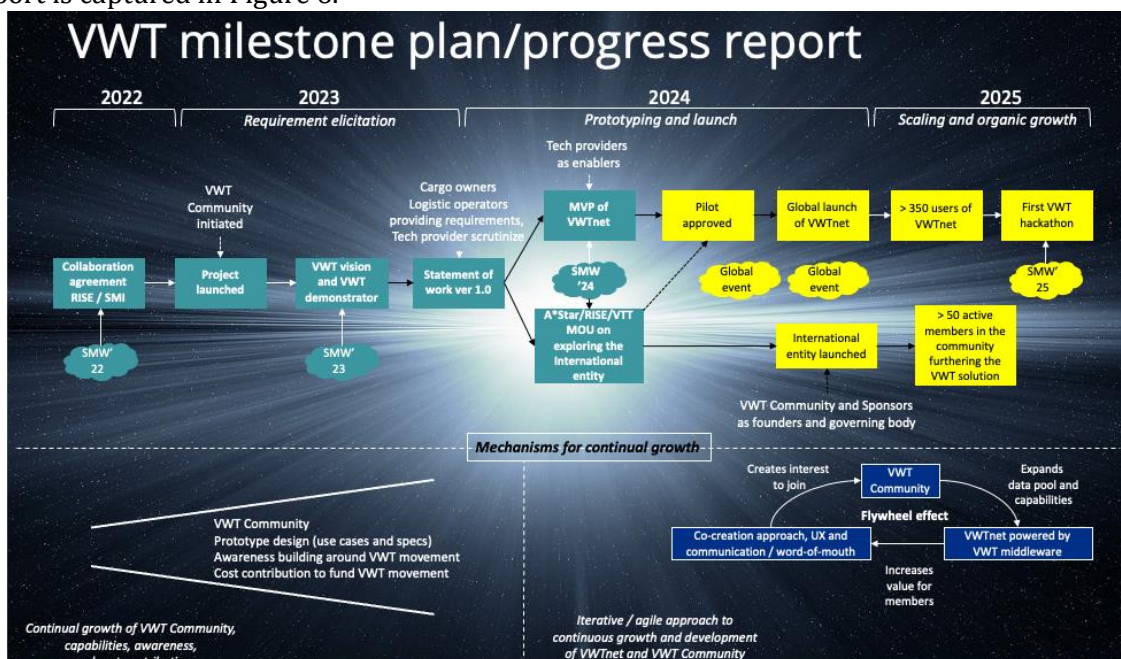 port is captured in Figure 6.
VWT milestone plan/progress report
2022
2023
2024
2025
Requirement elicitation
Prototyping and launch
Scaling and organic growth
Tech providers
as enablers
VWT
Community
initiated
Cargo owners
Logistic operators
providing requirements,
Tech provider scrutinize
MVP of
VWTnet
Pilot
approved
Global launch
of VWTnet
> 350 users of
VWTnet
First VWT
hackathon
Collaboration
agreement
RISE / SMI
Project
launched
VWT vision
and VWT
demonstrator
Statement of
work ver 1.0
SMW
'24
Global
event
Global
event
SMW'
25
A*Star/RISE/VTT
MOU on
exploring the
International
entity
International
entity launched
> 50 active
members in the
community
furthering the
VWT solution
SMW'
22
SMW'
23
VWT Community and Sponsors
as founders and governing body
Mechanisms for continual growth
Creates interest
to join
VWT
Community
Expands
data pool and
capabilities
Flywheel effect
Co-creation approach, UX and
communication / word-of-mouth
VWTnet powered by
VWT middleware
Increases
value for
members
VWT Community
Prototype design (use cases and specs)
Awareness building around VWT movement
Cost contribution to fund VWT movement
Continual growth of VWT Community,
capabilities, awareness,
Iterative / agile approach to
continuous growth and development
of VWTnet and VWT Community